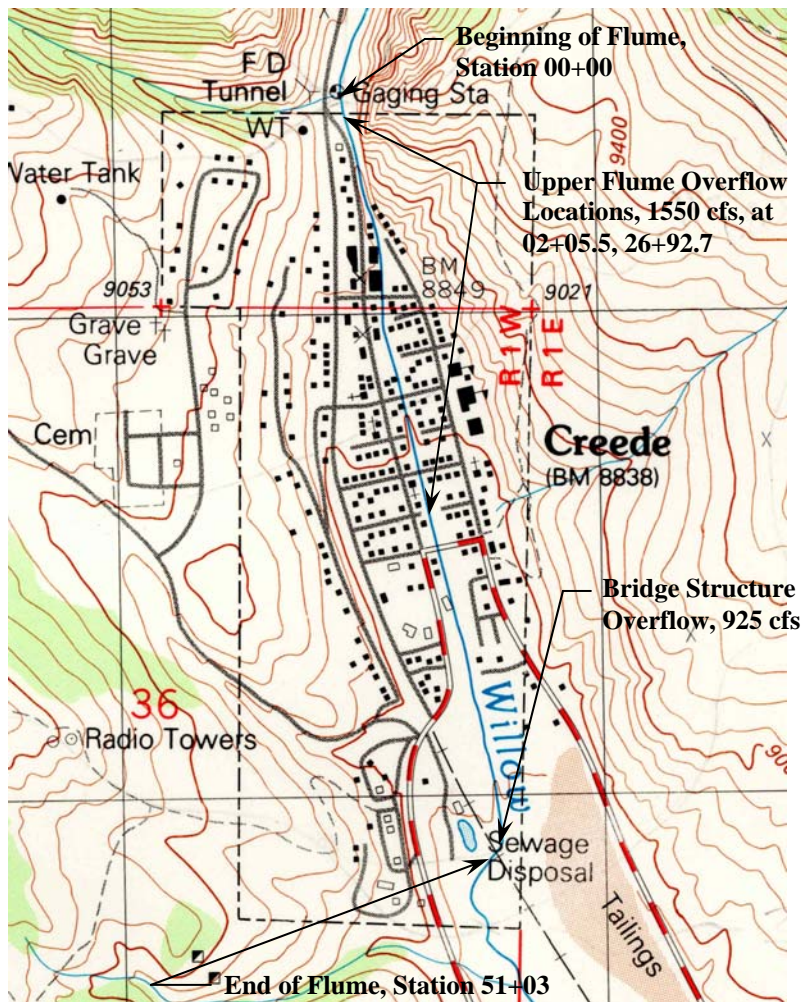 Beginning of Flume,
Station 00+00
F D
Tunnel
Gaging Sta
WT
9400
Water Tank
Upper Flume Overflow
Locations, 1550 cfs, at
02+05.5, 26+92.7
BM
8849
9053
9021
Grave
Grave
R1W
R1E
Cem
Creede
(BM 8838)
Bridge Structure
Overflow, 925 cfs
36
Radio Towers
Willow
Sewage
Disposal
Tailings
End of Flume, Station 51+03